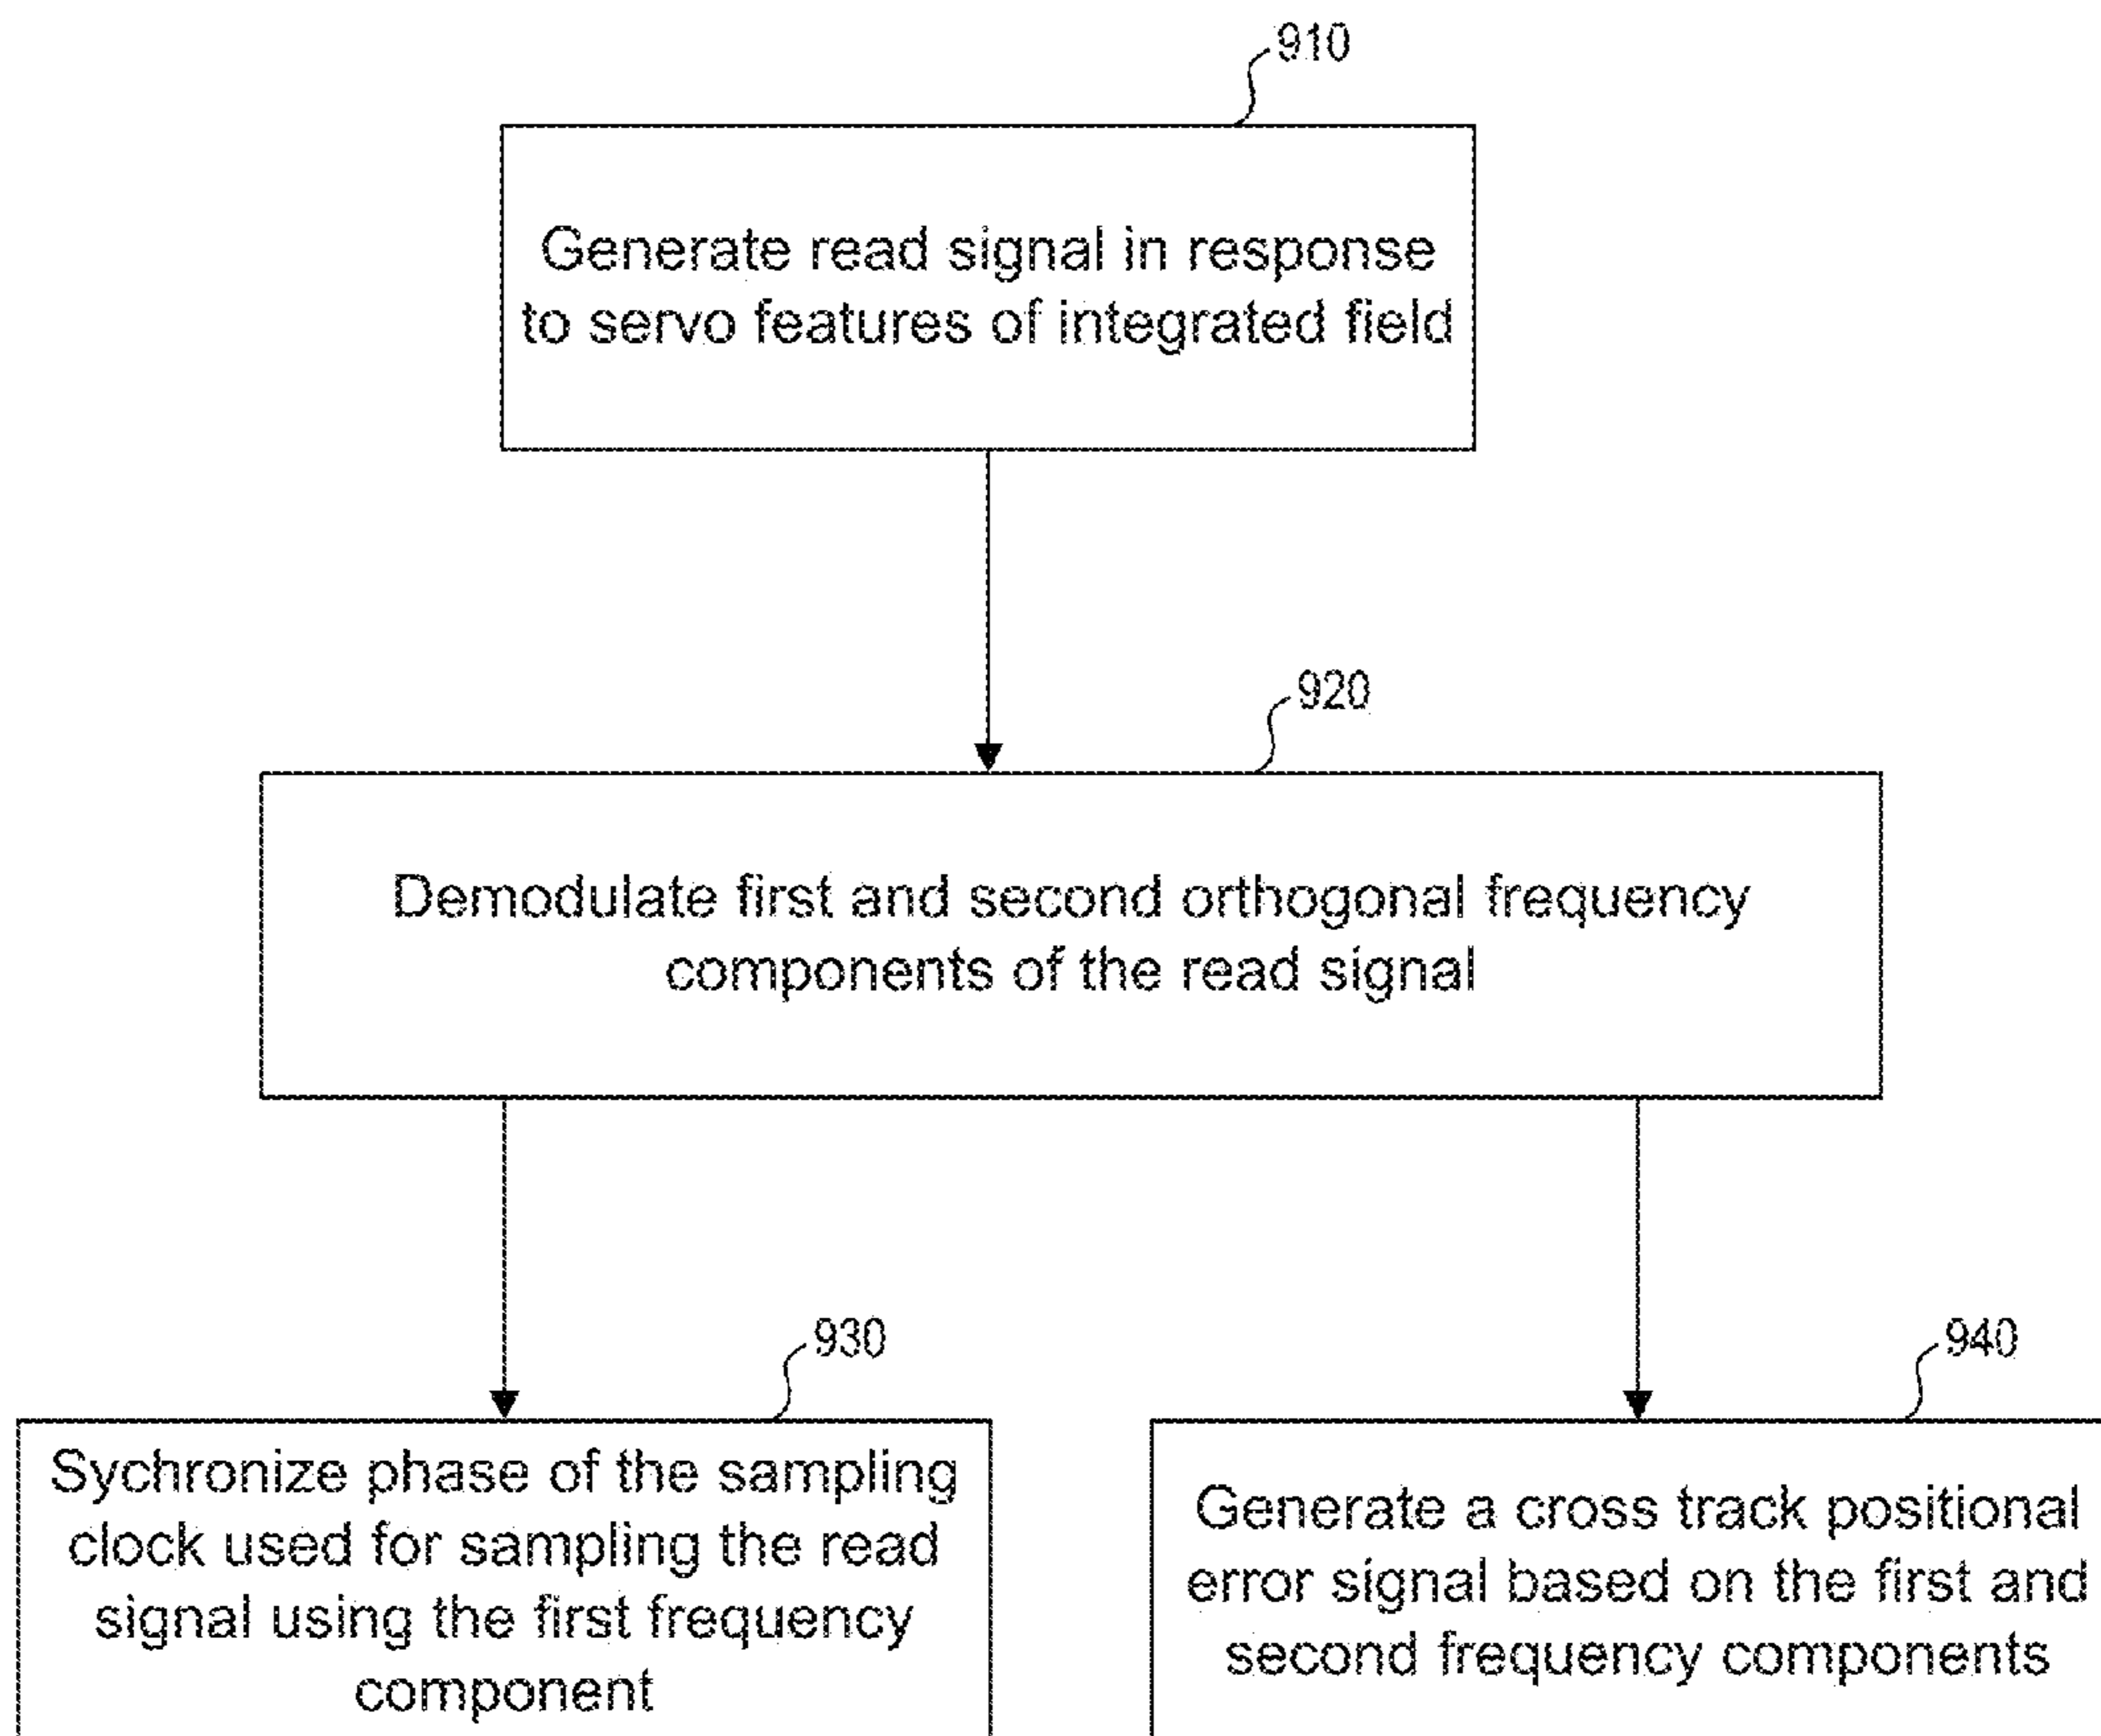 910
Generate read signal in response
to servo features of integrated field
920
Demodulate first and second orthogonal frequency
components of the read signal
930
Sychronize phase of the sampling
clock used for sampling the read
signal using the first frequency
component
940
Generate a cross track positional
error signal based on the first and
second frequency components